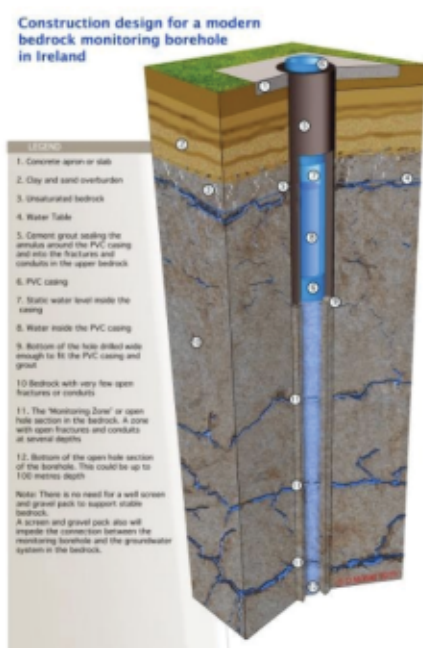 Construction design for a modern
bedrock monitoring borehole
in Ireland
LEGEND
1. Concrete apron or slab
2. Clay and sand overburden
3. Unsaturated bedrock
4. Water Table
5. Cement grout sealing the
annulus around the PVC casing
and into the fractures and
conduits in the upper bedrock
6. PVC casing
7. Static water level inside the
casing
8. Water inside the PVC casing
9. Bottom of the hole drilled wide
enough to fit the PVC casing and
grout
10 Bedrock with very few open
fractures or conduits
11. The 'Monitoring Zone' or open
hole section in the bedrock. A zone
with open fractures and conduits
at several depths
12. Bottom of the open hole section
of the borehole. This could be up to
100 metres depth
Note: There is no need for a well screen
and gravel pack to support stable
bedrock.
A screen and gravel pack also will
impede the connection between the
monitoring borehole and the groundwater
system in the bedrock.